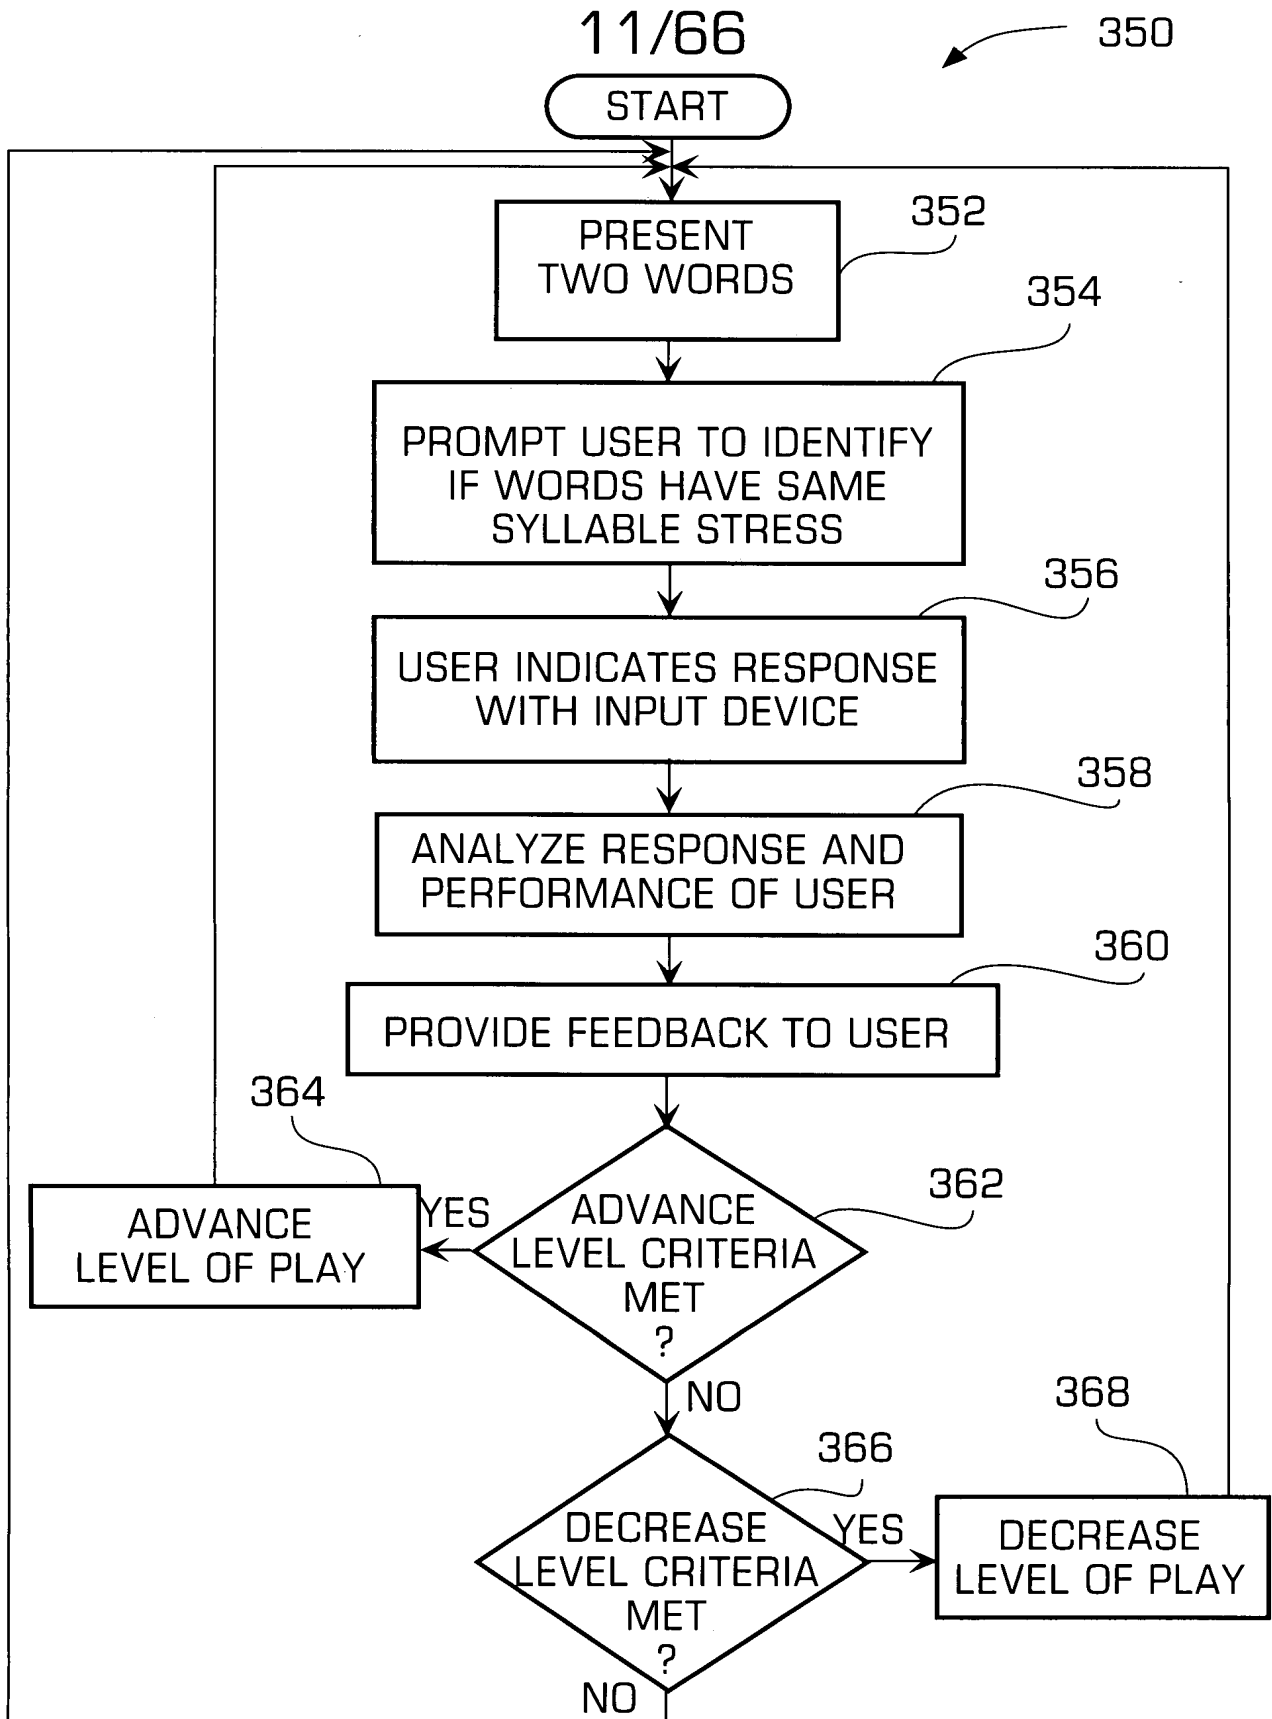 11/66
350
START
352
PRESENT
TWO WORDS
354
PROMPT USER TO IDENTIFY
IF WORDS HAVE SAME
SYLLABLE STRESS
356
USER INDICATES RESPONSE
WITH INPUT DEVICE
358
ANALYZE RESPONSE AND
PERFORMANCE OF USER
360
PROVIDE FEEDBACK TO USER
364
ADVANCE
LEVEL OF PLAY
YES
362
ADVANCE
LEVEL CRITERIA
MET
?
NO
366
DECREASE
LEVEL CRITERIA
MET
?
YES
368
DECREASE
LEVEL OF PLAY
NO